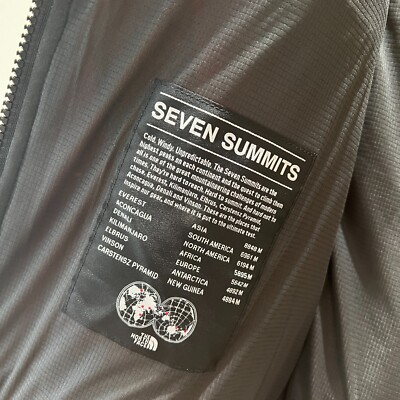 SEVEN SUMMITS
Cold. Windy. Unpredictable. The Seven Summits are the
highest peaks on each continent and the quest to climb them
all is one of the great mountaineering challenges of modern
times. They're hard to reach. Hard to summit. And hard not to
these, Everest, Kilimanjaro, Elbrus, Carstensz Pyramid,
Aconcagua, Denali and Vinson. These are the places that
inspire our gear, and where it is put to the ultimate test.
EVEREST ASIA 8848 M
ACONCAGUA SOUTH AMERICA 6961 M
DENALI NORTH AMERICA 6194 M
KILIMANJARO AFRICA 5895 M
ELBRUS EUROPE 5642 M
VINSON ANTARCTICA 4892 M
CARSTENSZ PYRAMID NEW GUINEA 4884 M
THE
NORTH
FACE